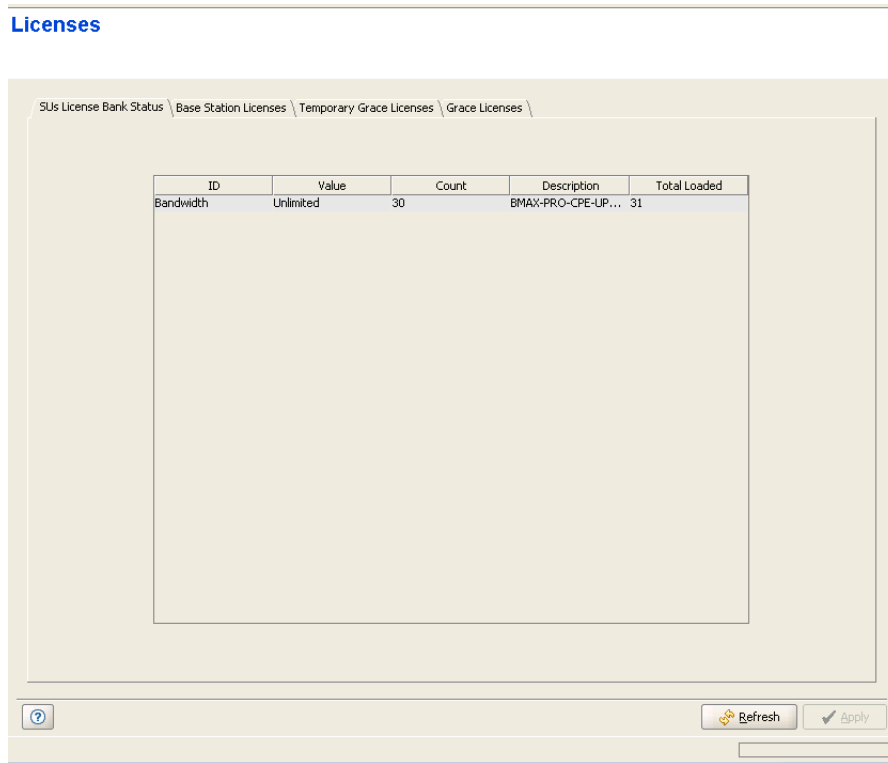 Licenses
SUs License Bank Status Base Station Licenses Temporary Grace Licenses Grace Licenses
ID Value Count Description Total Loaded
Bandwidth Unlimited 30 BMAX-PRO-CPE-UP... 31
? Refresh Apply